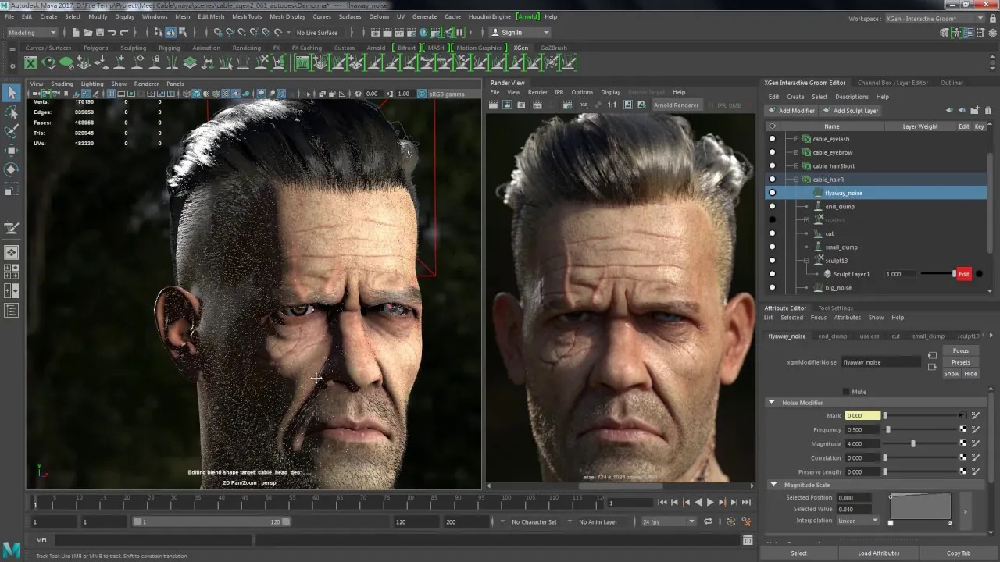 Autodesk Maya 2017: D:\File Temp\Project\Meet Cable\maya\scenes\cable_xgen2_061_autodeskDemo.ma* --- flyaway_noise
File Edit Create Select Modify Display Windows Mesh Edit Mesh Mesh Tools Mesh Display Curves Surfaces Deform UV Generate Cache Houdini Engine [Arnold] Help
Workspace : XGen - Interactive Groom*
Modeling No Live Surface Sign In
Curves / Surfaces Polygons Sculpting Rigging Animation Rendering FX FX Caching Custom Arnold Bifrost MASH Motion Graphics XGen GoZBrush
View Shading Lighting Show Renderer Panels
0.00 1.00 sRGB gamma
Verts: 170190 0 0
Edges: 339050 0 0
Faces: 168958 0 0
Tris: 329945 0 0
UVs: 183330 0 0
Editing blend shape target: cable_head_geo1, ...
2D Pan/Zoom : persp
Render View
File View Render IPR Options Display Render Target Help
RGB 1:1 Arnold Renderer IPR: 0MB
size: 724 x 1024
XGen Interactive Groom Editor Channel Box / Layer Editor Outliner
Edit Create Select Descriptions Help
Add Modifier Add Sculpt Layer
Name Layer Weight Edit Key
cable_eyelash
cable_eyebrow
cable_hairShort
cable_hairR
flyaway_noise
end_clump
useless
cut
small_clump
sculpt13
Sculpt Layer 1 1.000 Edit
big_noise
Attribute Editor Tool Settings
List Selected Focus Attributes Show Help
flyaway_noise end_clump useless cut small_clump sculpt13
xgmModifierNoise: flyaway_noise
Focus
Presets
Show Hide
Mute
Noise Modifier
Mask 0.000
Frequency 0.500
Magnitude 4.000
Correlation 0.000
Preserve Length 0.000
Magnitude Scale
Selected Position 0.000
Selected Value 0.840
Interpolation Linear
>
Select Load Attributes Copy Tab
1 5 10 15 20 25 30 35 40 45 50 55 60 65 70 75 80 85 90 95 100 105 110 115 12
1
1 1 1 120 120 200 No Character Set No Anim Layer 24 fps
MEL
Track Tool: Use LMB or MMB to track. Shift to constrain translation